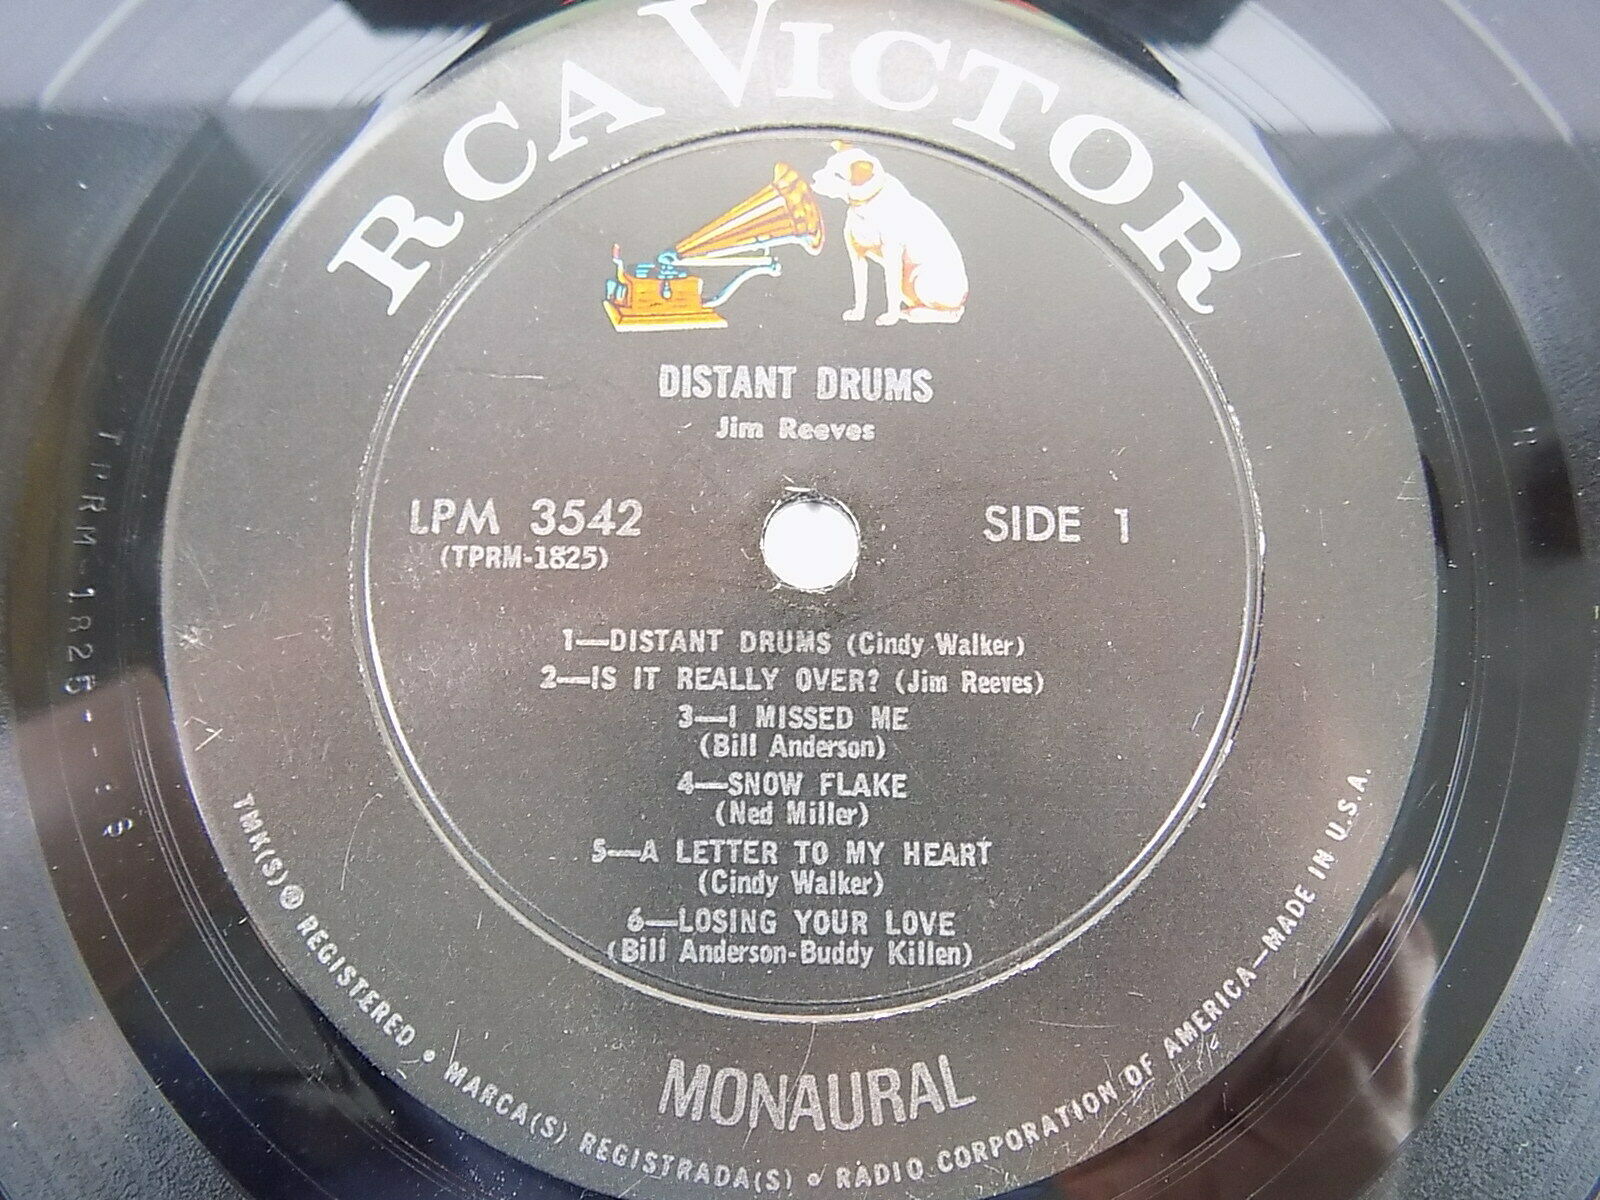 RCA VICTOR
DISTANT DRUMS
Jim Reeves
LPM 3542
(TPRM-1825)
SIDE 1
1—DISTANT DRUMS (Cindy Walker)
2—IS IT REALLY OVER? (Jim Reeves)
3—I MISSED ME
(Bill Anderson)
4—SNOW FLAKE
(Ned Miller)
5—A LETTER TO MY HEART
(Cindy Walker)
6—LOSING YOUR LOVE
(Bill Anderson-Buddy Killen)
MONAURAL
TMK(S) ® REGISTERED • MARCA(S) REGISTRADA(S) • RADIO CORPORATION OF AMERICA—MADE IN U.S.A.